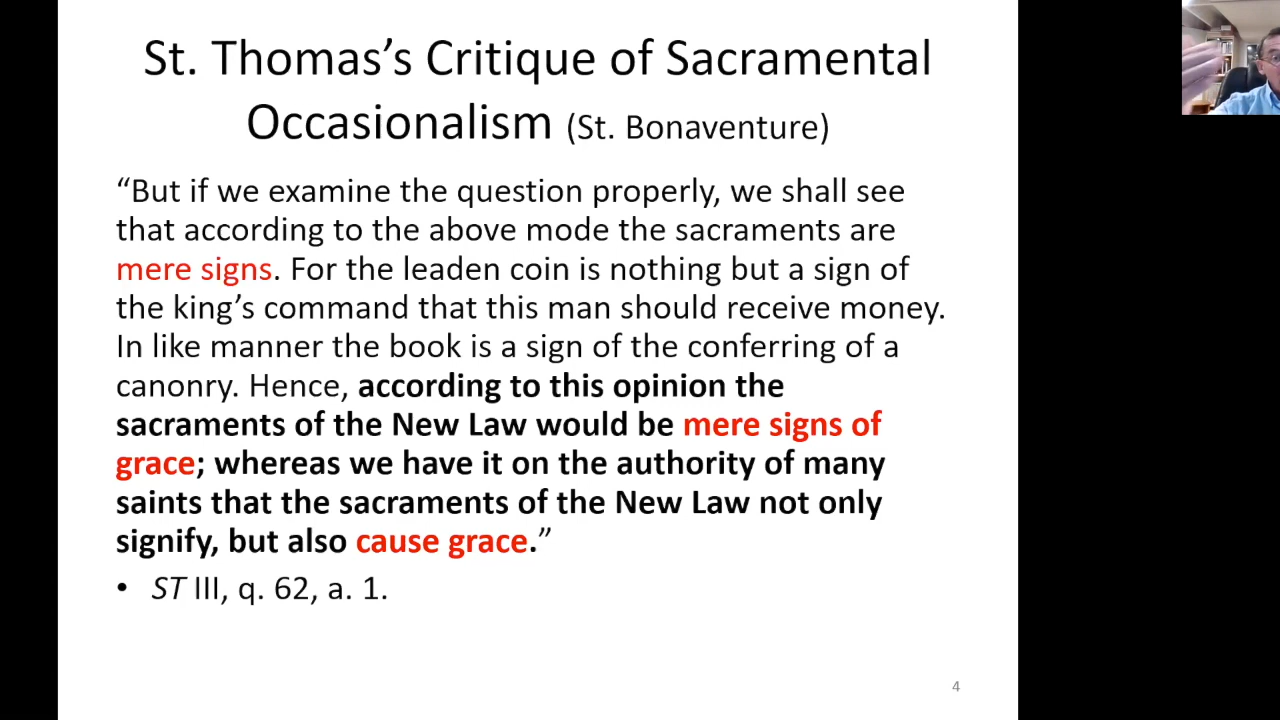 St. Thomas’s Critique of Sacramental
Occasionalism (St. Bonaventure)
“But if we examine the question properly, we shall see
that according to the above mode the sacraments are
mere signs. For the leaden coin is nothing but a sign of
the king’s command that this man should receive money.
In like manner the book is a sign of the conferring of a
canonry. Hence, according to this opinion the
sacraments of the New Law would be mere signs of
grace; whereas we have it on the authority of many
saints that the sacraments of the New Law not only
signify, but also cause grace.”
• ST III, q. 62, a. 1.
4